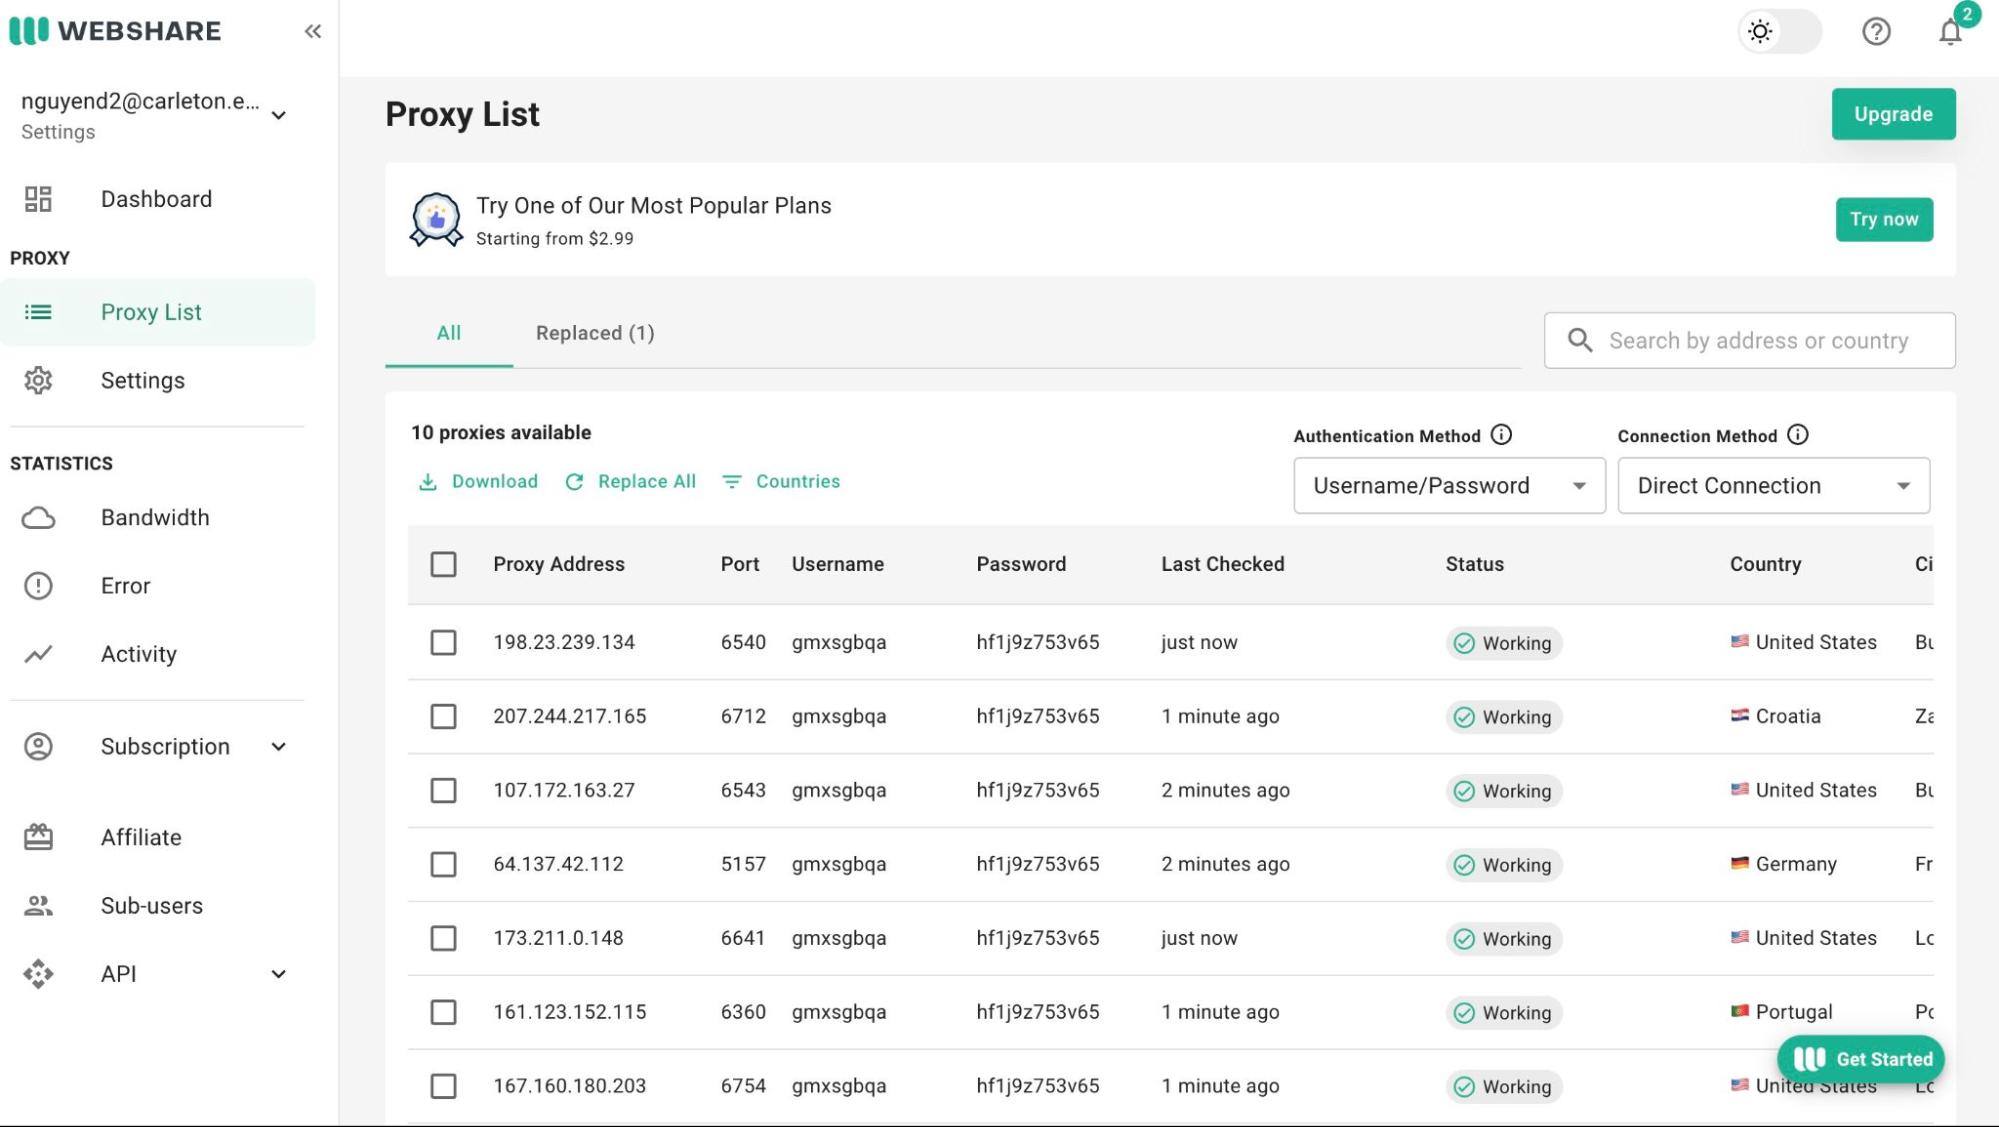 WEBSHARE
2
nguyend2@carleton.e...
Settings
Dashboard
PROXY
Proxy List
Settings
STATISTICS
Bandwidth
Error
Activity
Subscription
Affiliate
Sub-users
API
Proxy List
Upgrade
Try One of Our Most Popular Plans
Starting from $2.99
Try now
All Replaced (1)
Search by address or country
10 proxies available
Authentication Method Connection Method
Download Replace All Countries
Username/Password Direct Connection
Proxy Address Port Username Password Last Checked Status Country Ci
198.23.239.134 6540 gmxsgbqa hf1j9z753v65 just now Working United States Bu
207.244.217.165 6712 gmxsgbqa hf1j9z753v65 1 minute ago Working Croatia Za
107.172.163.27 6543 gmxsgbqa hf1j9z753v65 2 minutes ago Working United States Bu
64.137.42.112 5157 gmxsgbqa hf1j9z753v65 2 minutes ago Working Germany Fr
173.211.0.148 6641 gmxsgbqa hf1j9z753v65 just now Working United States Lo
161.123.152.115 6360 gmxsgbqa hf1j9z753v65 1 minute ago Working Portugal Po
Get Started
167.160.180.203 6754 gmxsgbqa hf1j9z753v65 1 minute ago Working United States Lo